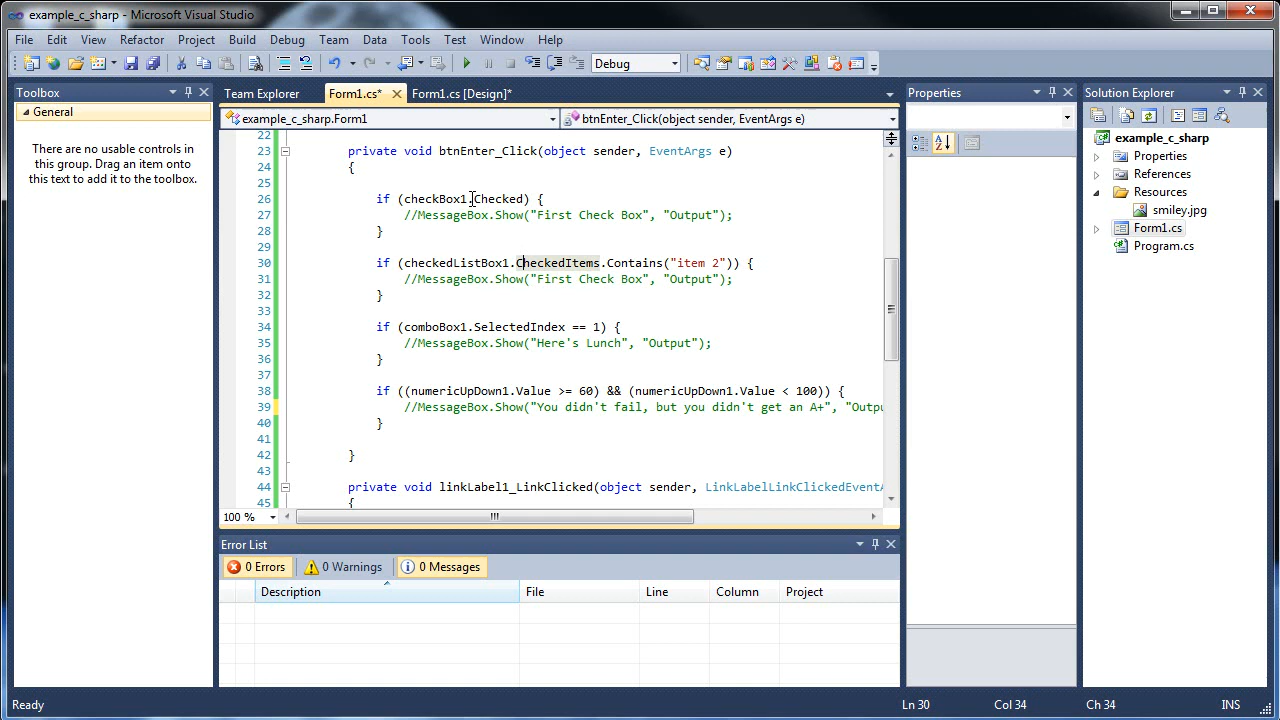 example_c_sharp - Microsoft Visual Studio
File Edit View Refactor Project Build Debug Team Data Tools Test Window Help
Debug
Toolbox
General
There are no usable controls in
this group. Drag an item onto
this text to add it to the toolbox.
Team Explorer Form1.cs* Form1.cs [Design]*
example_c_sharp.Form1 btnEnter_Click(object sender, EventArgs e)
22
23 private void btnEnter_Click(object sender, EventArgs e)
24 {
25
26 if (checkBox1.Checked) {
27 //MessageBox.Show("First Check Box", "Output");
28 }
29
30 if (checkedListBox1.CheckedItems.Contains("item 2")) {
31 //MessageBox.Show("First Check Box", "Output");
32 }
33
34 if (comboBox1.SelectedIndex == 1) {
35 //MessageBox.Show("Here's Lunch", "Output");
36 }
37
38 if ((numericUpDown1.Value >= 60) && (numericUpDown1.Value < 100)) {
39 //MessageBox.Show("You didn't fail, but you didn't get an A+", "Outpu
40 }
41
42 }
43
44 private void linkLabel1_LinkClicked(object sender, LinkLabelLinkClickedEventA
45 {
100 %
Error List
0 Errors 0 Warnings 0 Messages
Description File Line Column Project
Properties
Solution Explorer
example_c_sharp
Properties
References
Resources
smiley.jpg
Form1.cs
Program.cs
Ready Ln 30 Col 34 Ch 34 INS